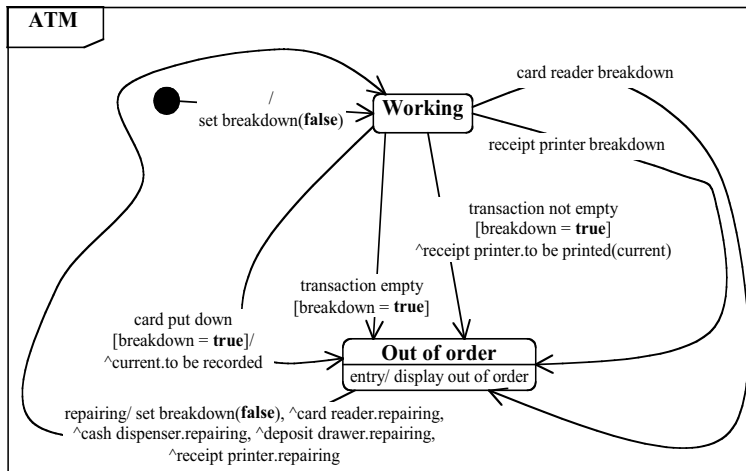 ATM
card reader breakdown
/
set breakdown(false)
Working
receipt printer breakdown
transaction not empty
[breakdown = true]
^receipt printer.to be printed(current)
transaction empty
[breakdown = true]
card put down
[breakdown = true]/
^current.to be recorded
Out of order
entry/ display out of order
repairing/ set breakdown(false), ^card reader.repairing,
^cash dispenser.repairing, ^deposit drawer.repairing,
^receipt printer.repairing